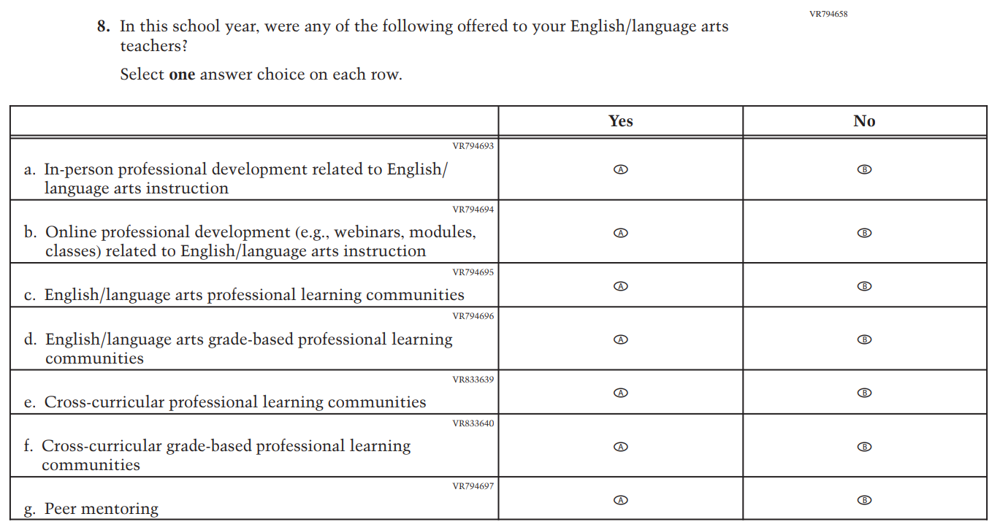 VR794658
8. In this school year, were any of the following offered to your English/language arts
teachers?
Select one answer choice on each row.
Yes No
VR794693
a. In-person professional development related to English/ A B
language arts instruction
VR794694
b. Online professional development (e.g., webinars, modules, A B
classes) related to English/language arts instruction
VR794695
c. English/language arts professional learning communities A B
VR794696
d. English/language arts grade-based professional learning A B
communities
VR833639
e. Cross-curricular professional learning communities A B
VR833640
f. Cross-curricular grade-based professional learning A B
communities
VR794697
g. Peer mentoring A B